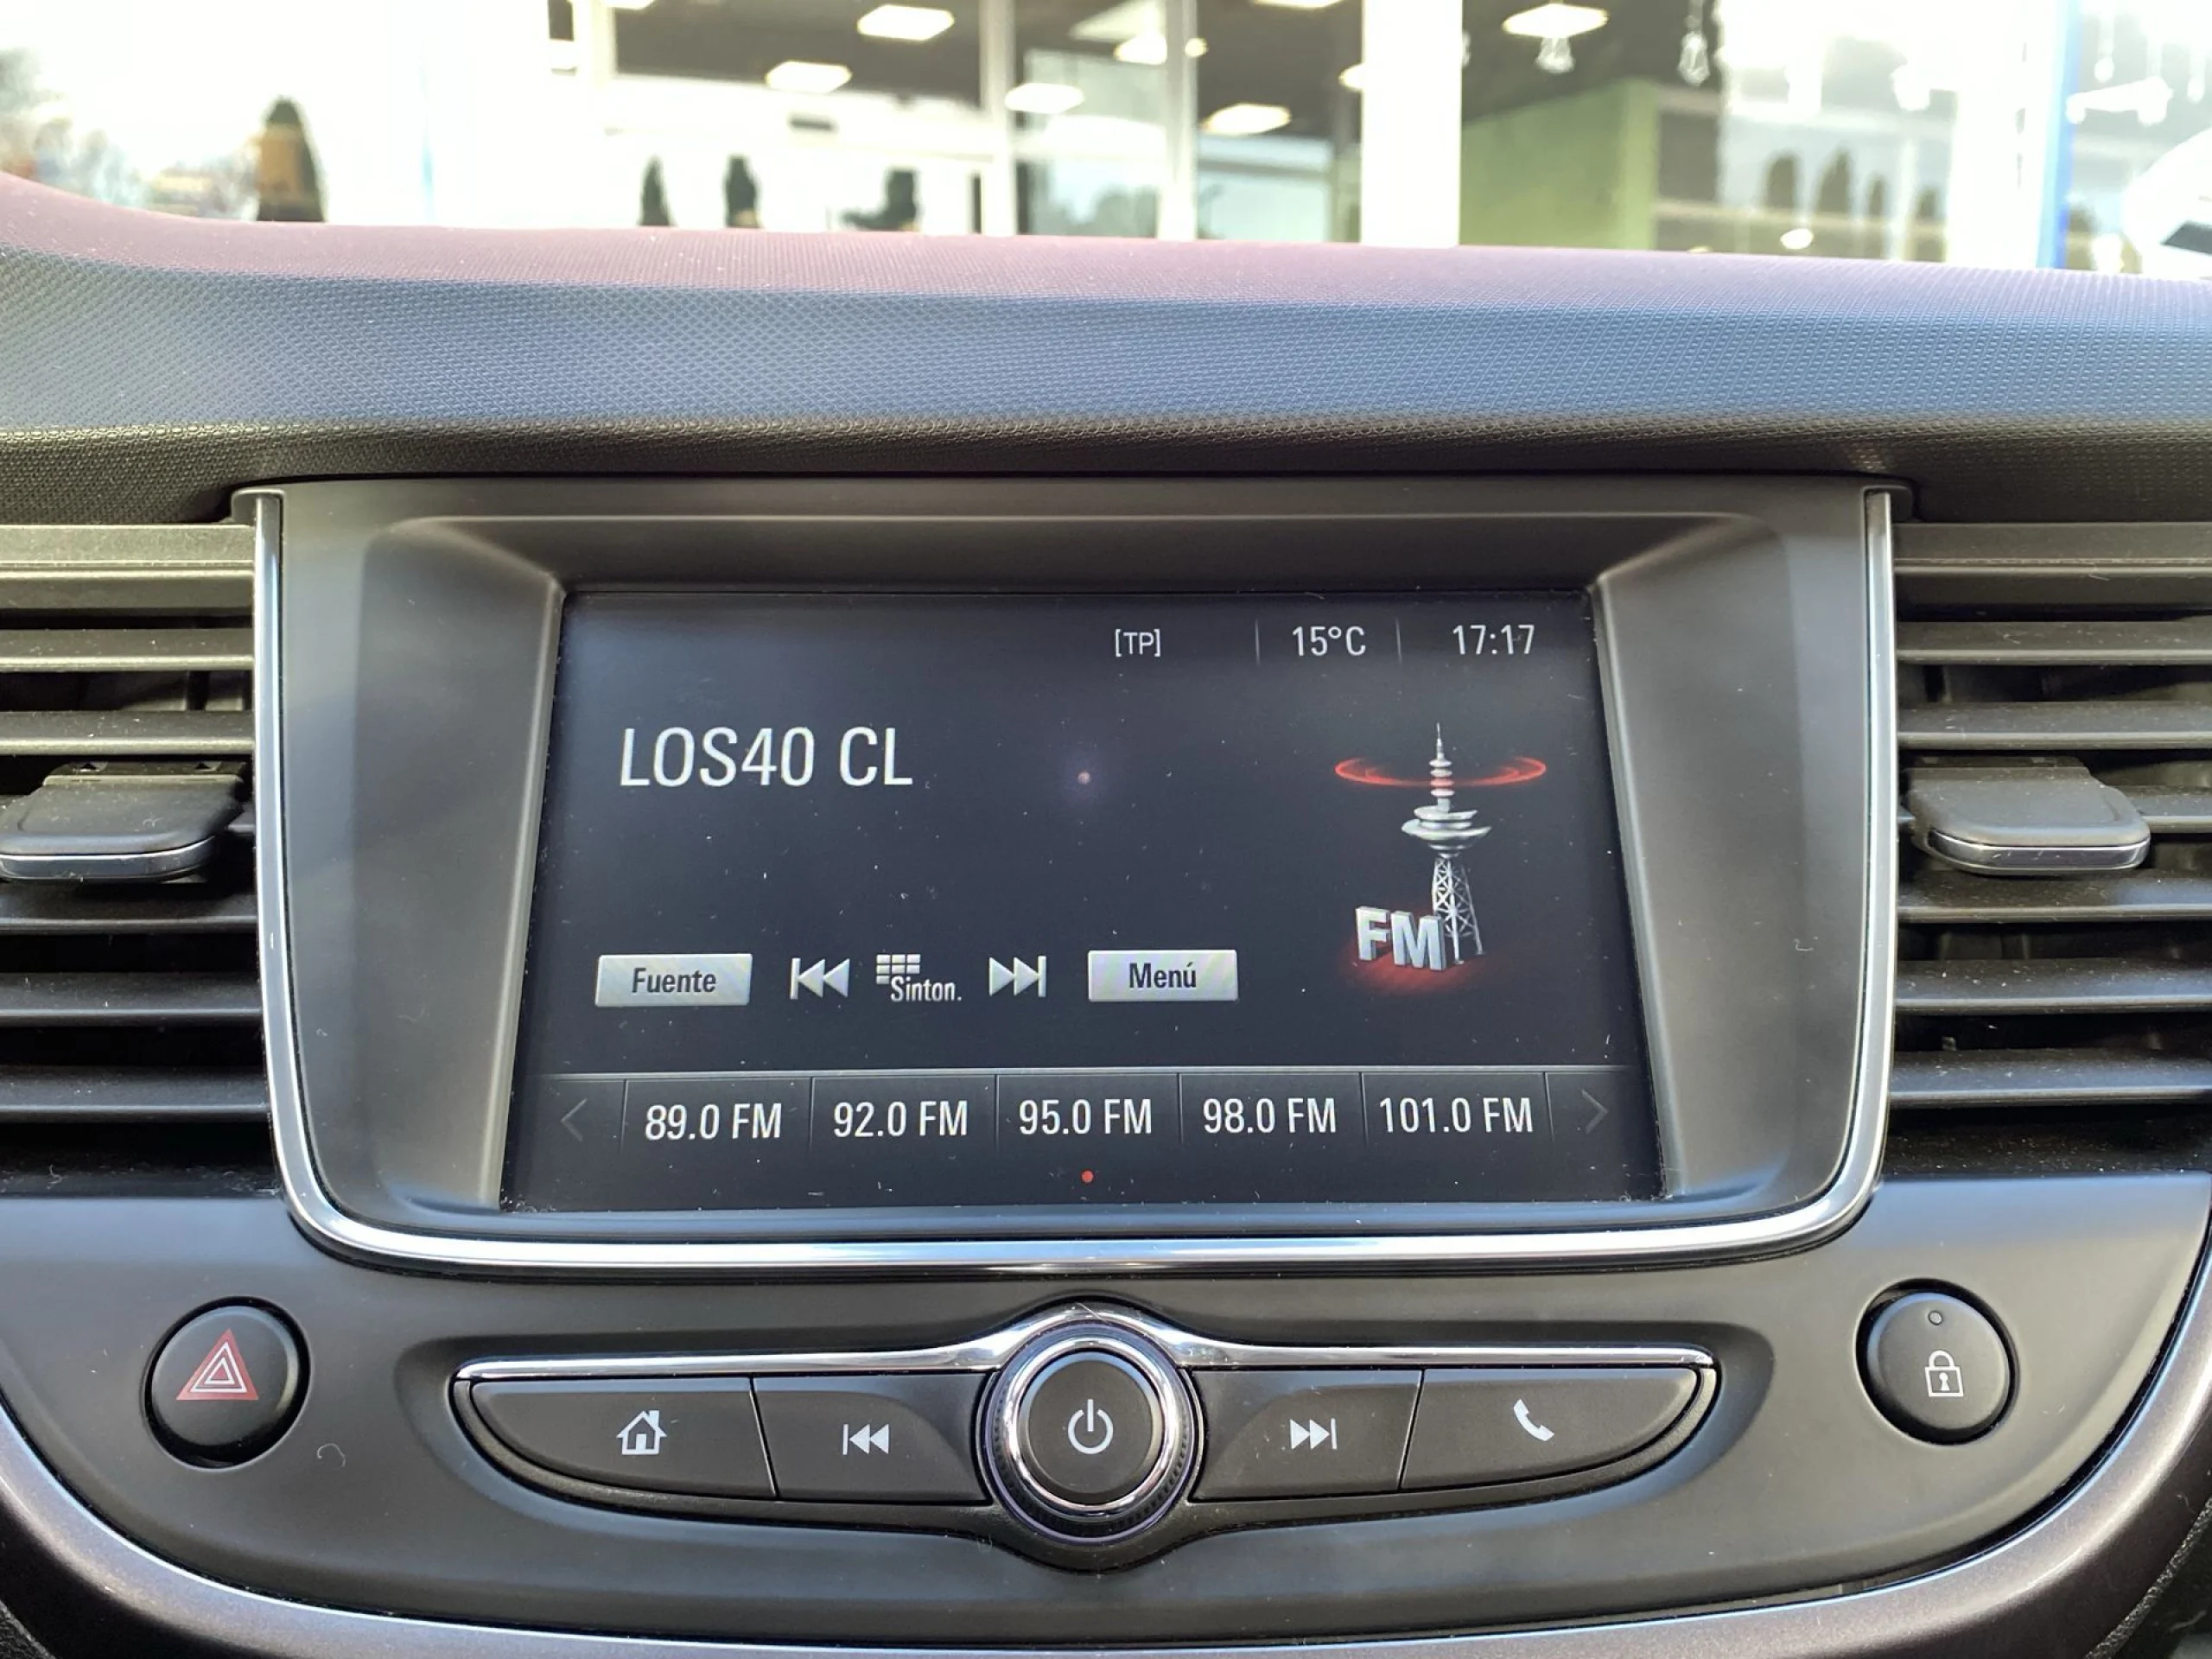 [TP] 15°C 17:17
LOS40 CL
FM
Fuente Sinton. Menú
89.0 FM 92.0 FM 95.0 FM 98.0 FM 101.0 FM